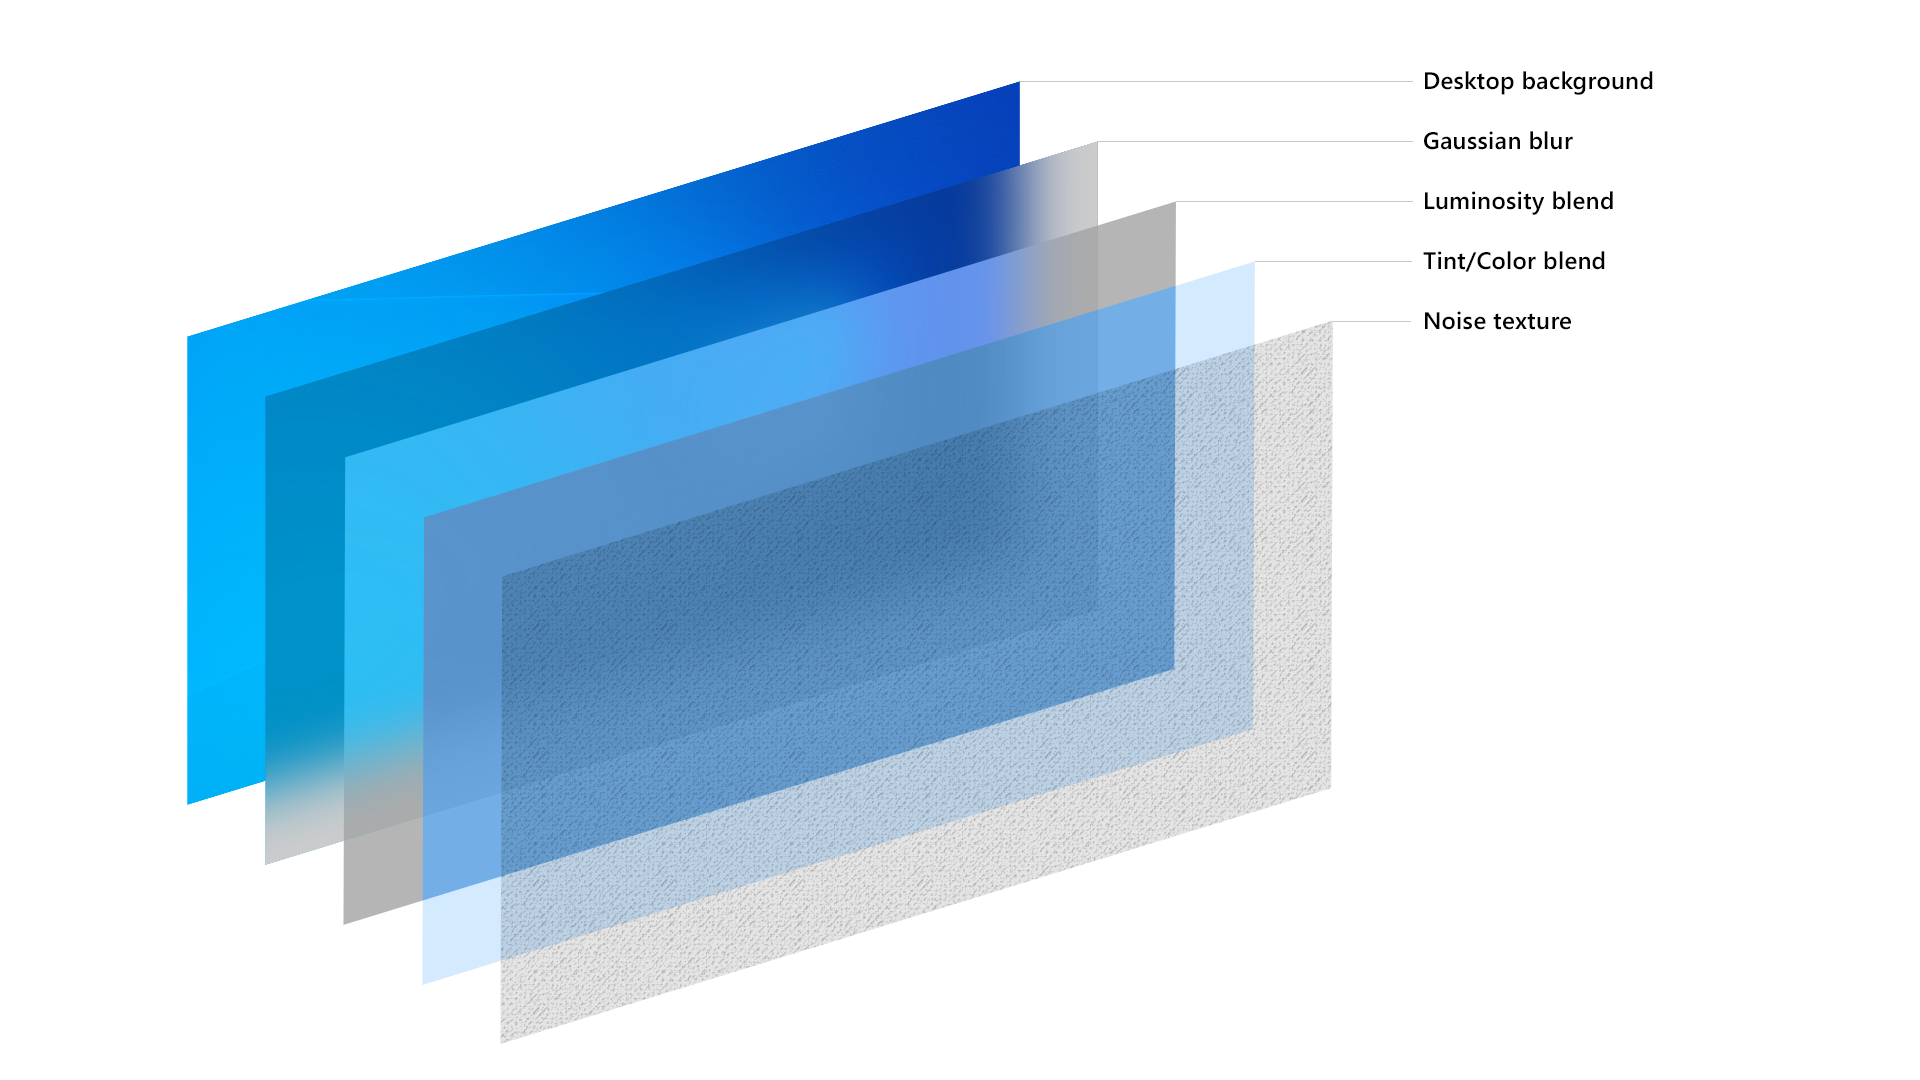 Desktop background
Gaussian blur
Luminosity blend
Tint/Color blend
Noise texture